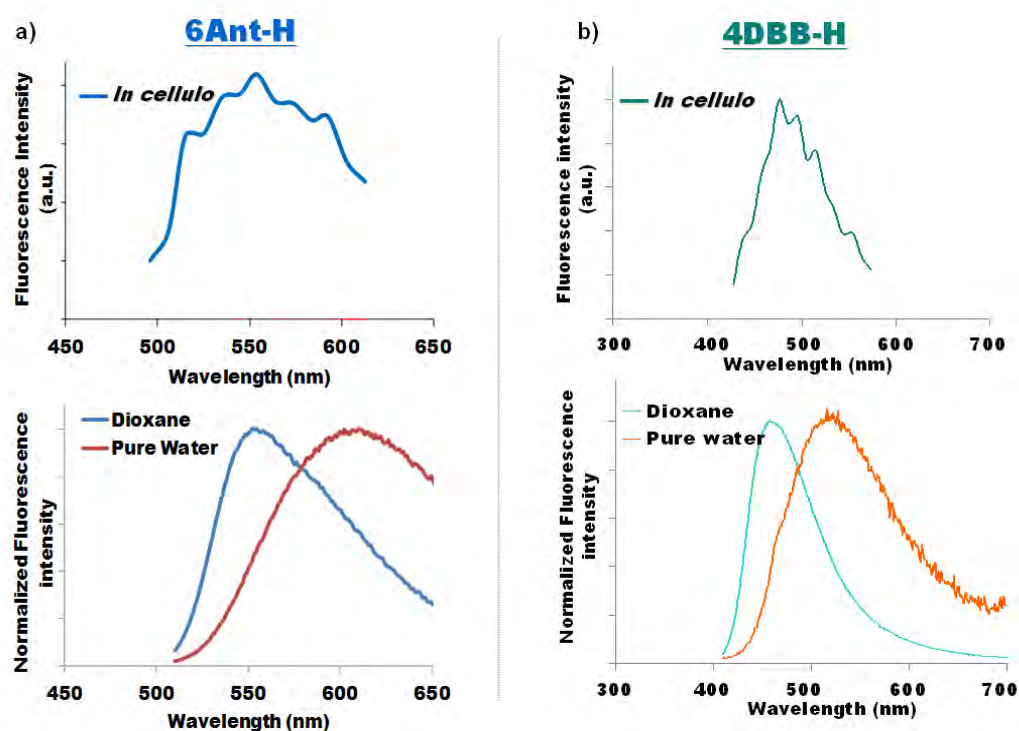 a)
6Ant-H
In cellulo
Fluorescence Intensity
(a.u.)
450 500 550 600 650
Wavelength (nm)
Dioxane
Pure Water
Normalized Fluorescence
intensity
450 500 550 600 650
Wavelength (nm)
b)
4DBB-H
In cellulo
Fluorescence intensity
(a.u.)
300 400 500 600 700
Wavelength (nm)
Dioxane
Pure water
Normalized Fluorescence
intensity
300 400 500 600 700
Wavelength (nm)